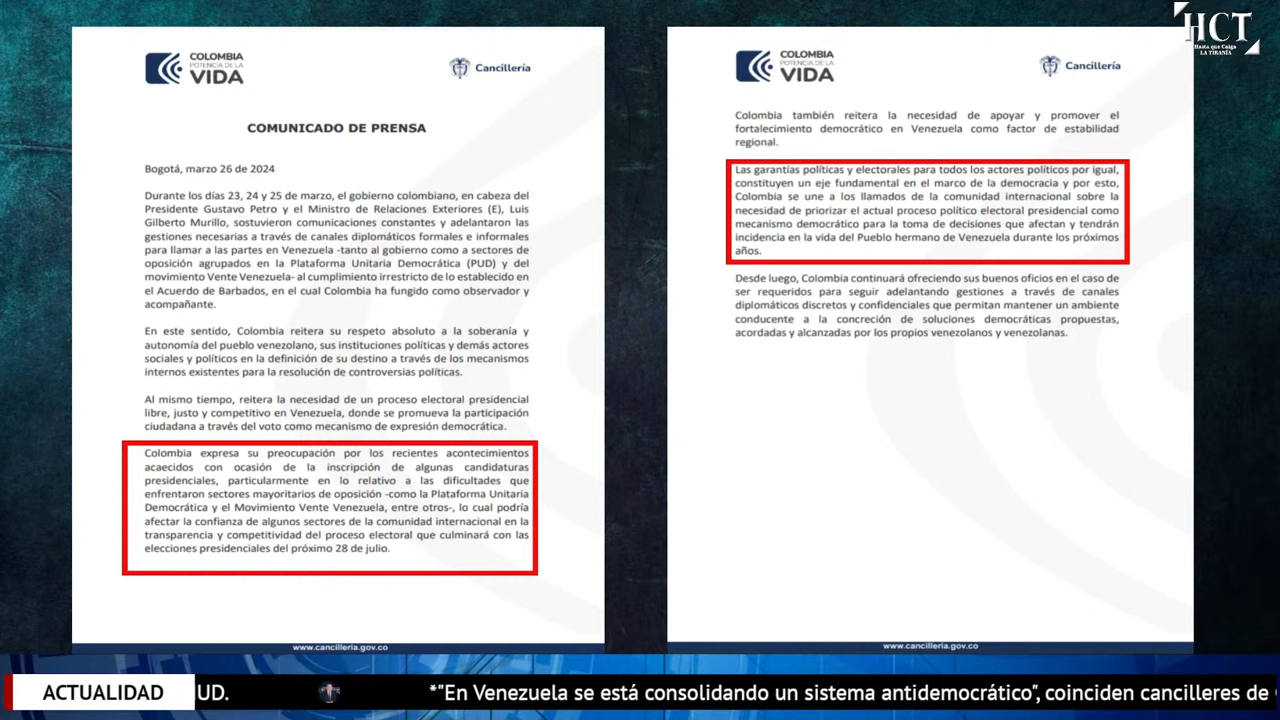 HCT
Hasta que Caiga
LA TIRANÍA
COLOMBIA
POTENCIA DE LA
VIDA
Cancillería
COMUNICADO DE PRENSA
Bogotá, marzo 26 de 2024
Durante los días 23, 24 y 25 de marzo, el gobierno colombiano, en cabeza del
Presidente Gustavo Petro y el Ministro de Relaciones Exteriores (E), Luis
Gilberto Murillo, sostuvieron comunicaciones constantes y adelantaron las
gestiones necesarias a través de canales diplomáticos formales e informales
para llamar a las partes en Venezuela -tanto al gobierno como a sectores de
oposición agrupados en la Plataforma Unitaria Democrática (PUD) y del
movimiento Vente Venezuela- al cumplimiento irrestricto de lo establecido en
el Acuerdo de Barbados, en el cual Colombia ha fungido como observador y
acompañante.
En este sentido, Colombia reitera su respeto absoluto a la soberanía y
autonomía del pueblo venezolano, sus instituciones políticas y demás actores
sociales y políticos en la definición de su destino a través de los mecanismos
internos existentes para la resolución de controversias políticas.
Al mismo tiempo, reitera la necesidad de un proceso electoral presidencial
libre, justo y competitivo en Venezuela, donde se promueva la participación
ciudadana a través del voto como mecanismo de expresión democrática.
Colombia expresa su preocupación por los recientes acontecimientos
acaecidos con ocasión de la inscripción de algunas candidaturas
presidenciales, particularmente en lo relativo a las dificultades que
enfrentaron sectores mayoritarios de oposición -como la Plataforma Unitaria
Democrática y el Movimiento Vente Venezuela, entre otros-, lo cual podría
afectar la confianza de algunos sectores de la comunidad internacional en la
transparencia y competitividad del proceso electoral que culminará con las
elecciones presidenciales del próximo 28 de julio.
www.cancilleria.gov.co
COLOMBIA
POTENCIA DE LA
VIDA
Cancillería
Colombia también reitera la necesidad de apoyar y promover el
fortalecimiento democrático en Venezuela como factor de estabilidad
regional.
Las garantías políticas y electorales para todos los actores políticos por igual,
constituyen un eje fundamental en el marco de la democracia y por esto,
Colombia se une a los llamados de la comunidad internacional sobre la
necesidad de priorizar el actual proceso político electoral presidencial como
mecanismo democrático para la toma de decisiones que afectan y tendrán
incidencia en la vida del Pueblo hermano de Venezuela durante los próximos
años.
Desde luego, Colombia continuará ofreciendo sus buenos oficios en el caso de
ser requeridos para seguir adelantando gestiones a través de canales
diplomáticos discretos y confidenciales que permitan mantener un ambiente
conducente a la concreción de soluciones democráticas propuestas,
acordadas y alcanzadas por los propios venezolanos y venezolanas.
www.cancilleria.gov.co
ACTUALIDAD UD. *"En Venezuela se está consolidando un sistema antidemocrático", coinciden cancilleres de